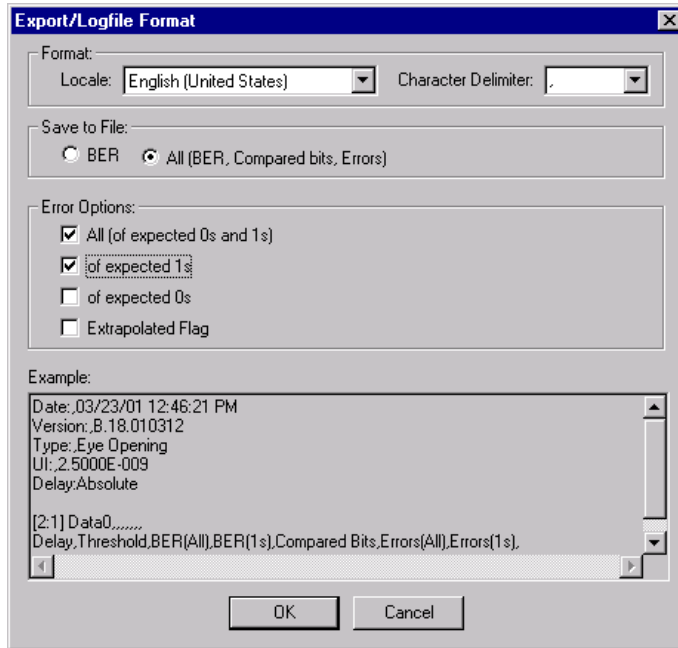 Export/Logfile Format
Format:
Locale: English (United States) Character Delimiter: ,
Save to File:
BER All (BER, Compared bits, Errors)
Error Options:
All (of expected 0s and 1s)
of expected 1s
of expected 0s
Extrapolated Flag
Example:
Date:,03/23/01 12:46:21 PM
Version:,B.18.010312
Type:,Eye Opening
UI:,2.5000E-009
Delay:Absolute
[2:1] Data0,,,,,,,
Delay,Threshold,BER(All),BER(1s),Compared Bits,Errors(All),Errors(1s),
OK Cancel